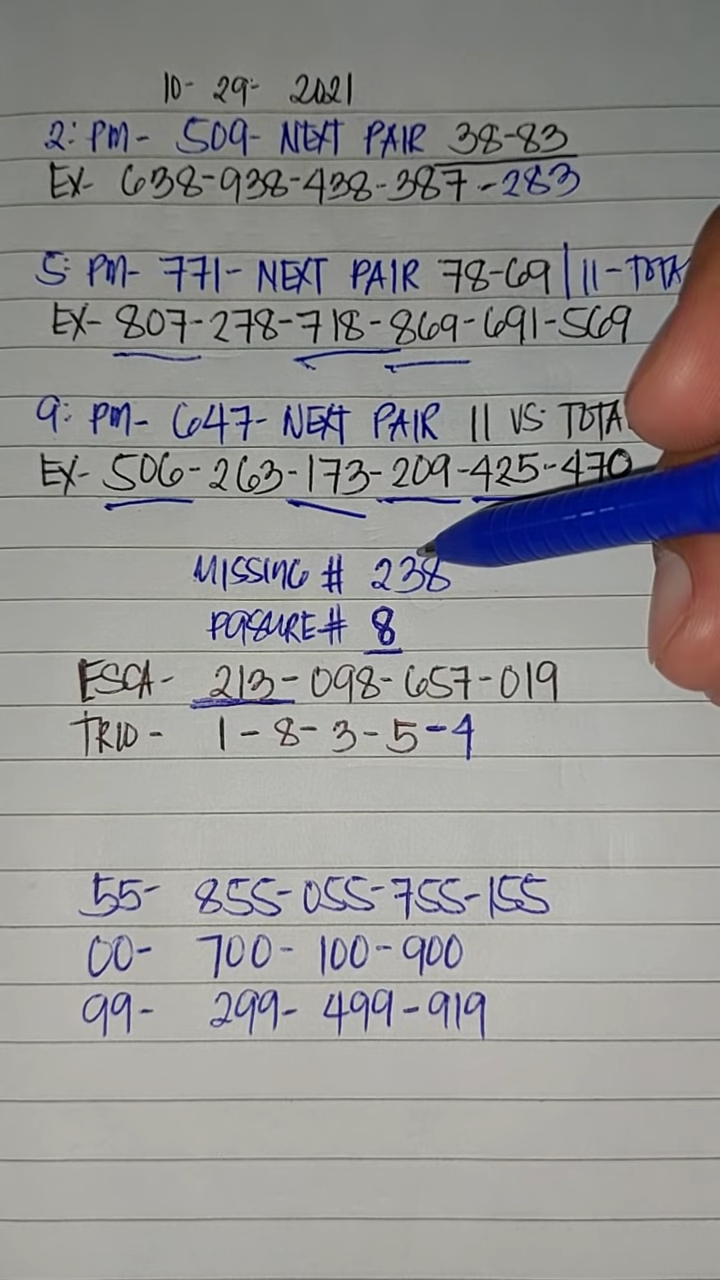 10- 29- 2021
2: PM- 509- NEXT PAIR 38-83
EX- 638-938-438-387-283
5: PM- 771- NEXT PAIR 78-69 | 11-TOTA
EX- 807-278-718-869-691-569
9: PM- 647- NEXT PAIR 11 VS TOTA
EX- 506-263-173-209-425-470
MISSING # 238
PASURE# 8
ESCA- 213-098-657-019
TRIO- 1-8-3-5-4
55- 855-055-755-155
00- 700-100-900
99- 299-499-919